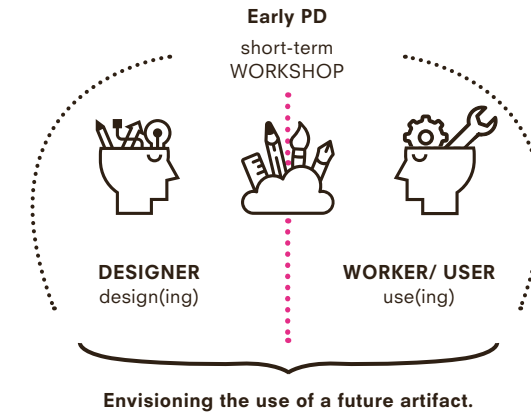 Early PD
short-term
WORKSHOP
DESIGNER
design(ing)
WORKER/ USER
use(ing)
Envisioning the use of a future artifact.